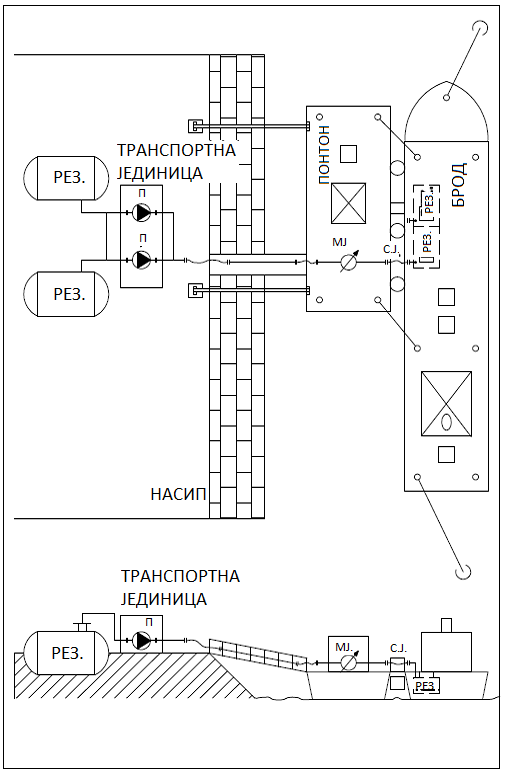 ТРАНСПОРТНА
ЈЕДИНИЦА
РЕЗ.
П
ПОНТОН
БРОД
РЕЗ.
РЕЗ.
П
МЈ
С.Ј.
РЕЗ.
НАСИП
ТРАНСПОРТНА
ЈЕДИНИЦА
П
РЕЗ.
МЈ.
С.Ј.
РЕЗ.